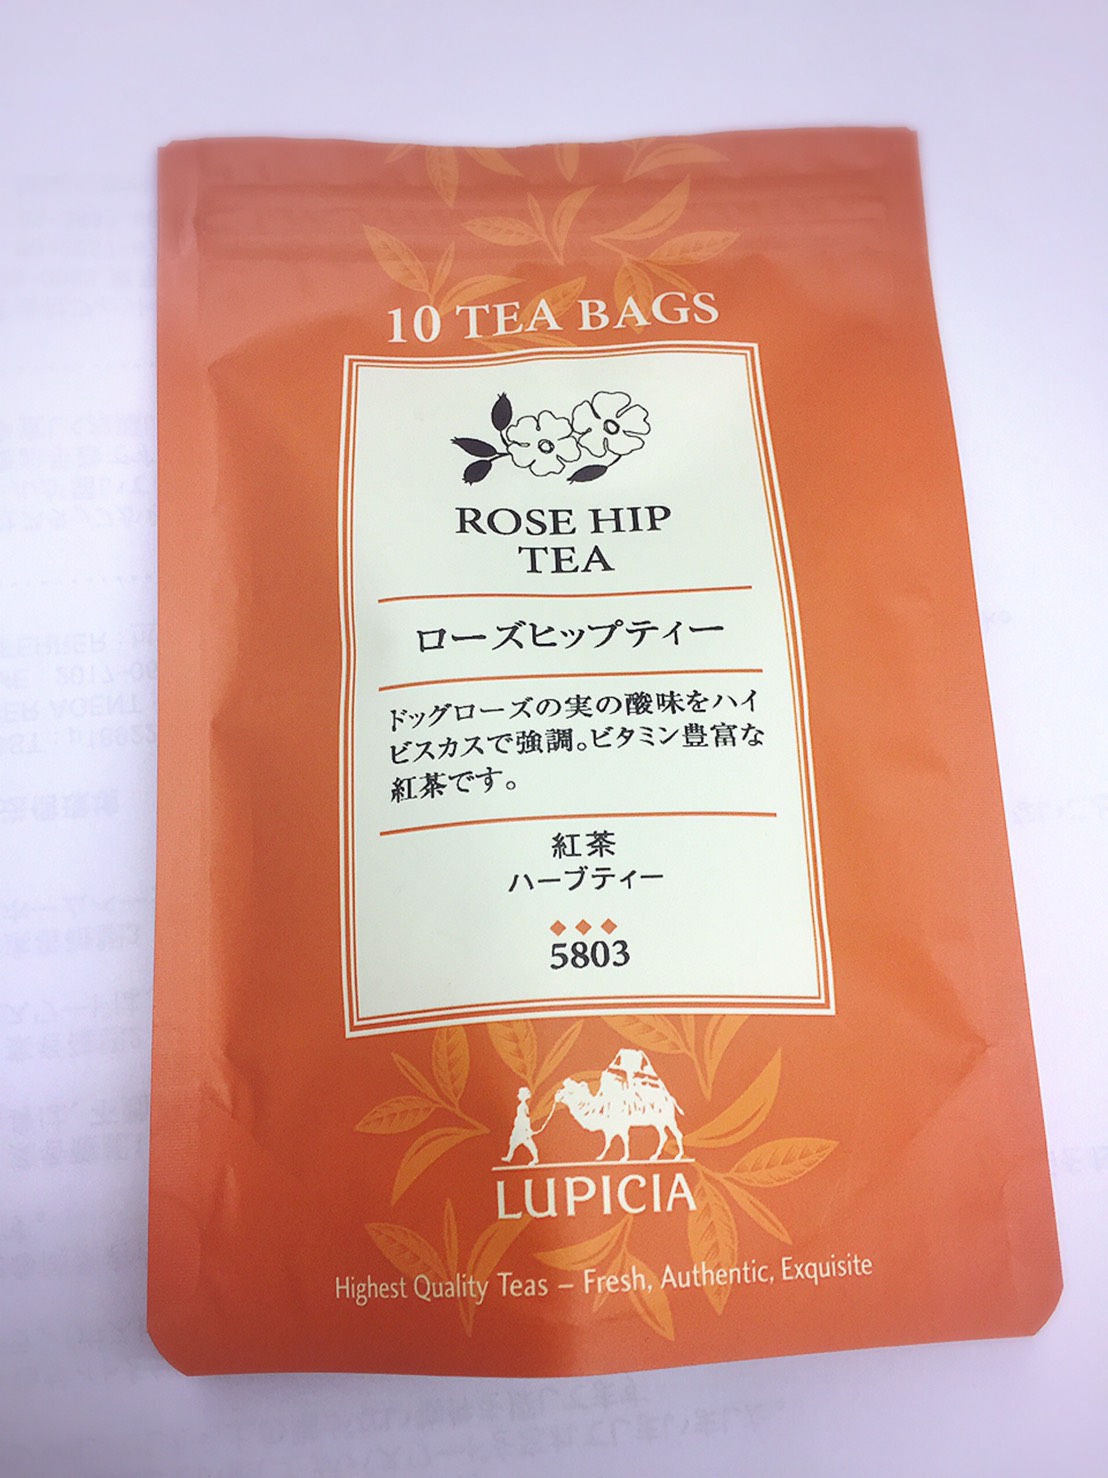 10 TEA BAGS
ROSE HIP
TEA
ローズヒップティー
ドッグローズの実の酸味をハイ
ビスカスで強調。ビタミン豊富な
紅茶です。
紅茶
ハーブティー
5803
LUPICIA
Highest Quality Teas – Fresh, Authentic, Exquisite